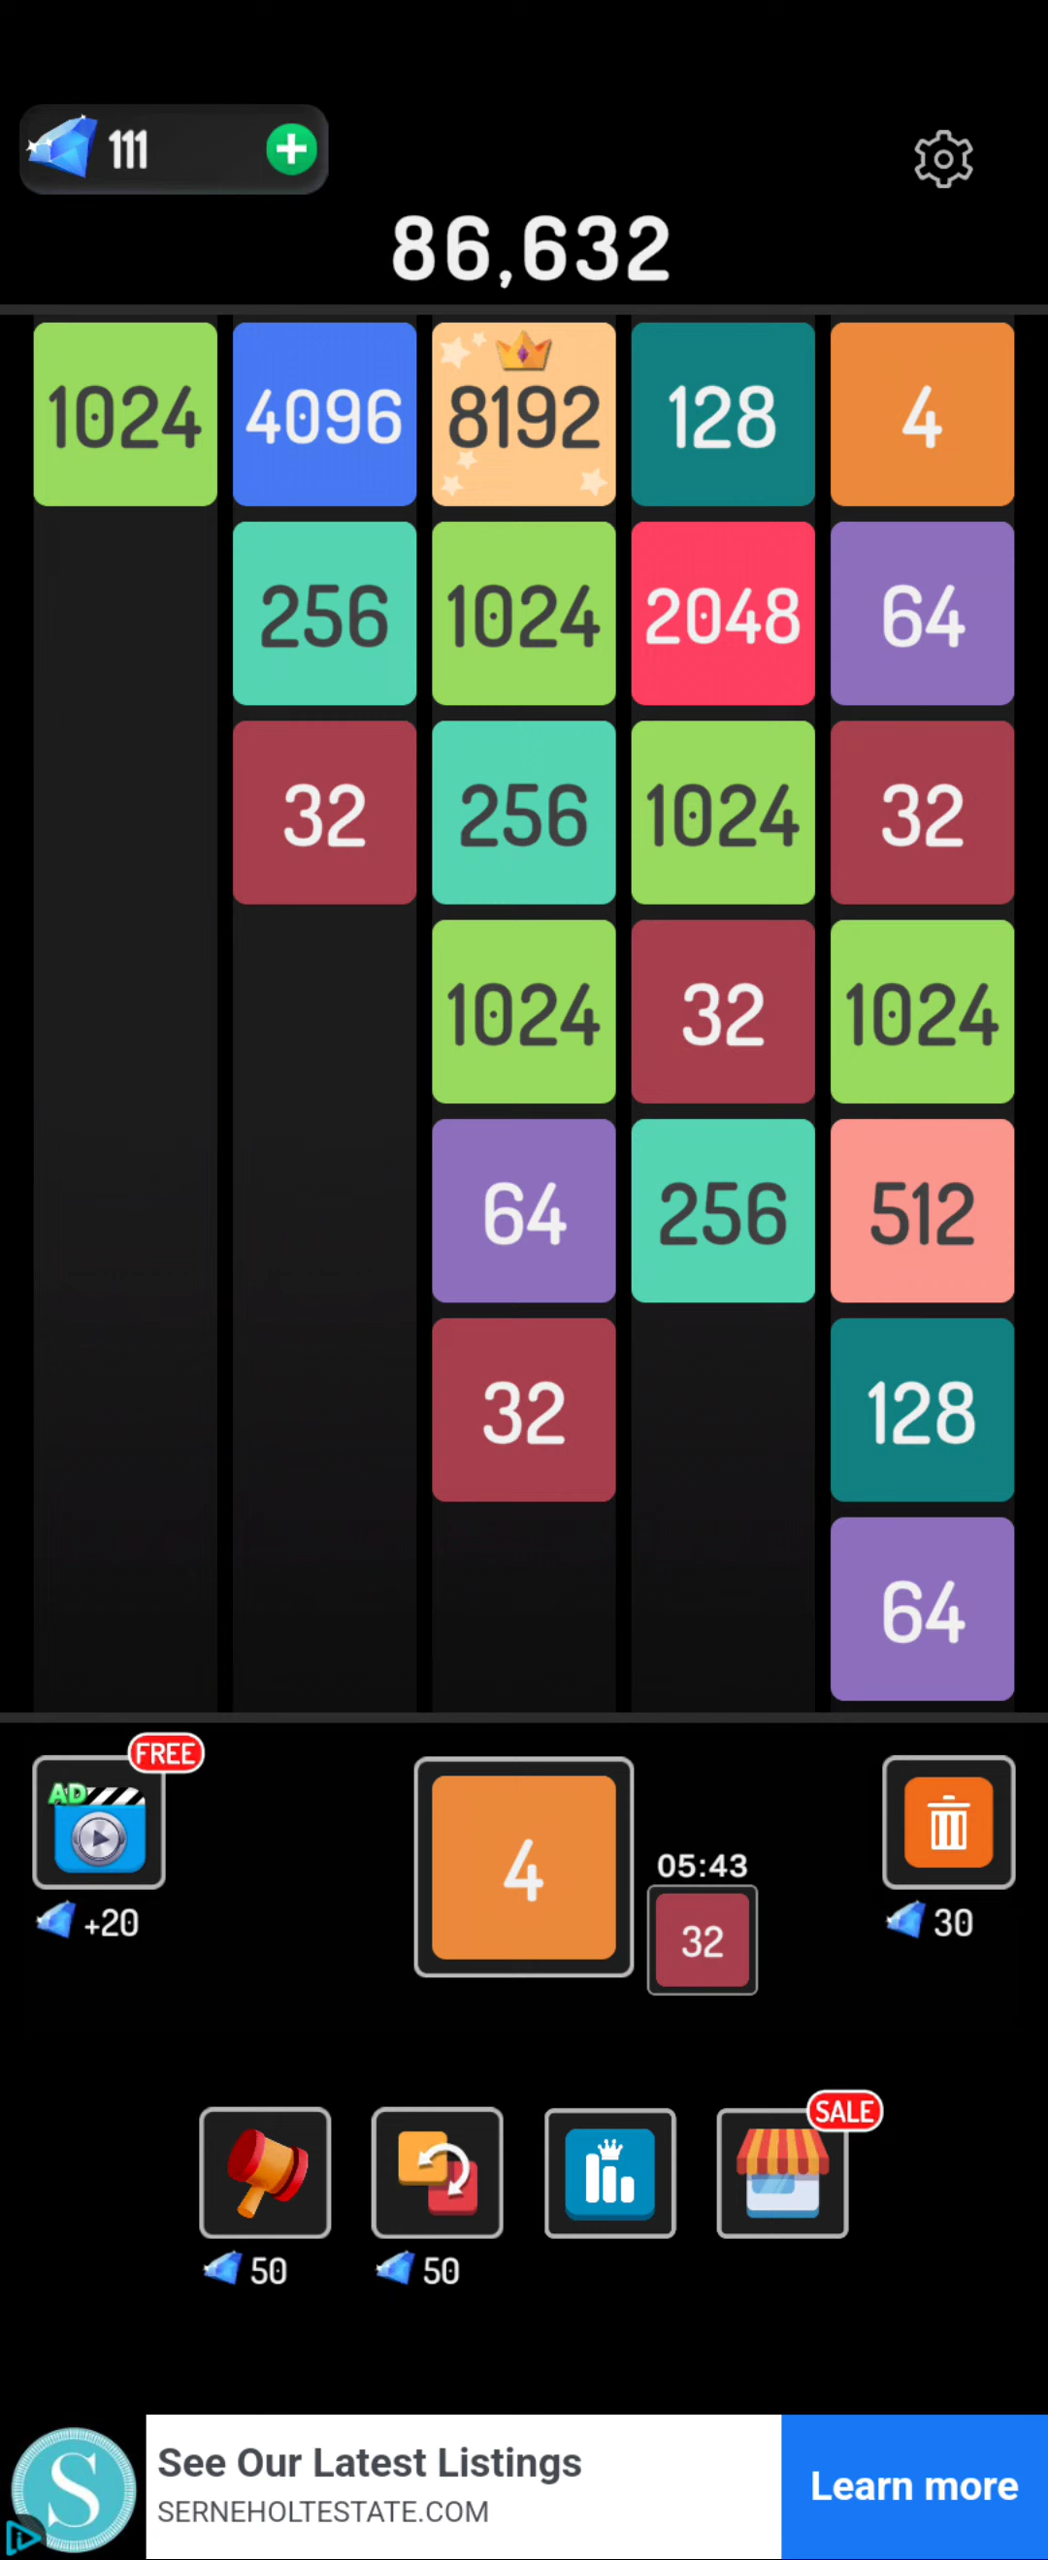 111
86,632
1024 4096 8192 128 4
256 1024 2048 64
32 256 1024 32
1024 32 1024
64 256 512
32 128
64
FREE
AD
+20
4
05:43
32
30
SALE
50 50
S
See Our Latest Listings
SERNEHOLTESTATE.COM
Learn more